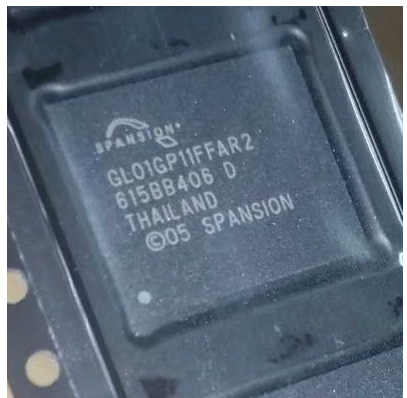 SPANSION
GL01GP11FFAR2
615BB406 D
THAILAND
©05 SPANSION